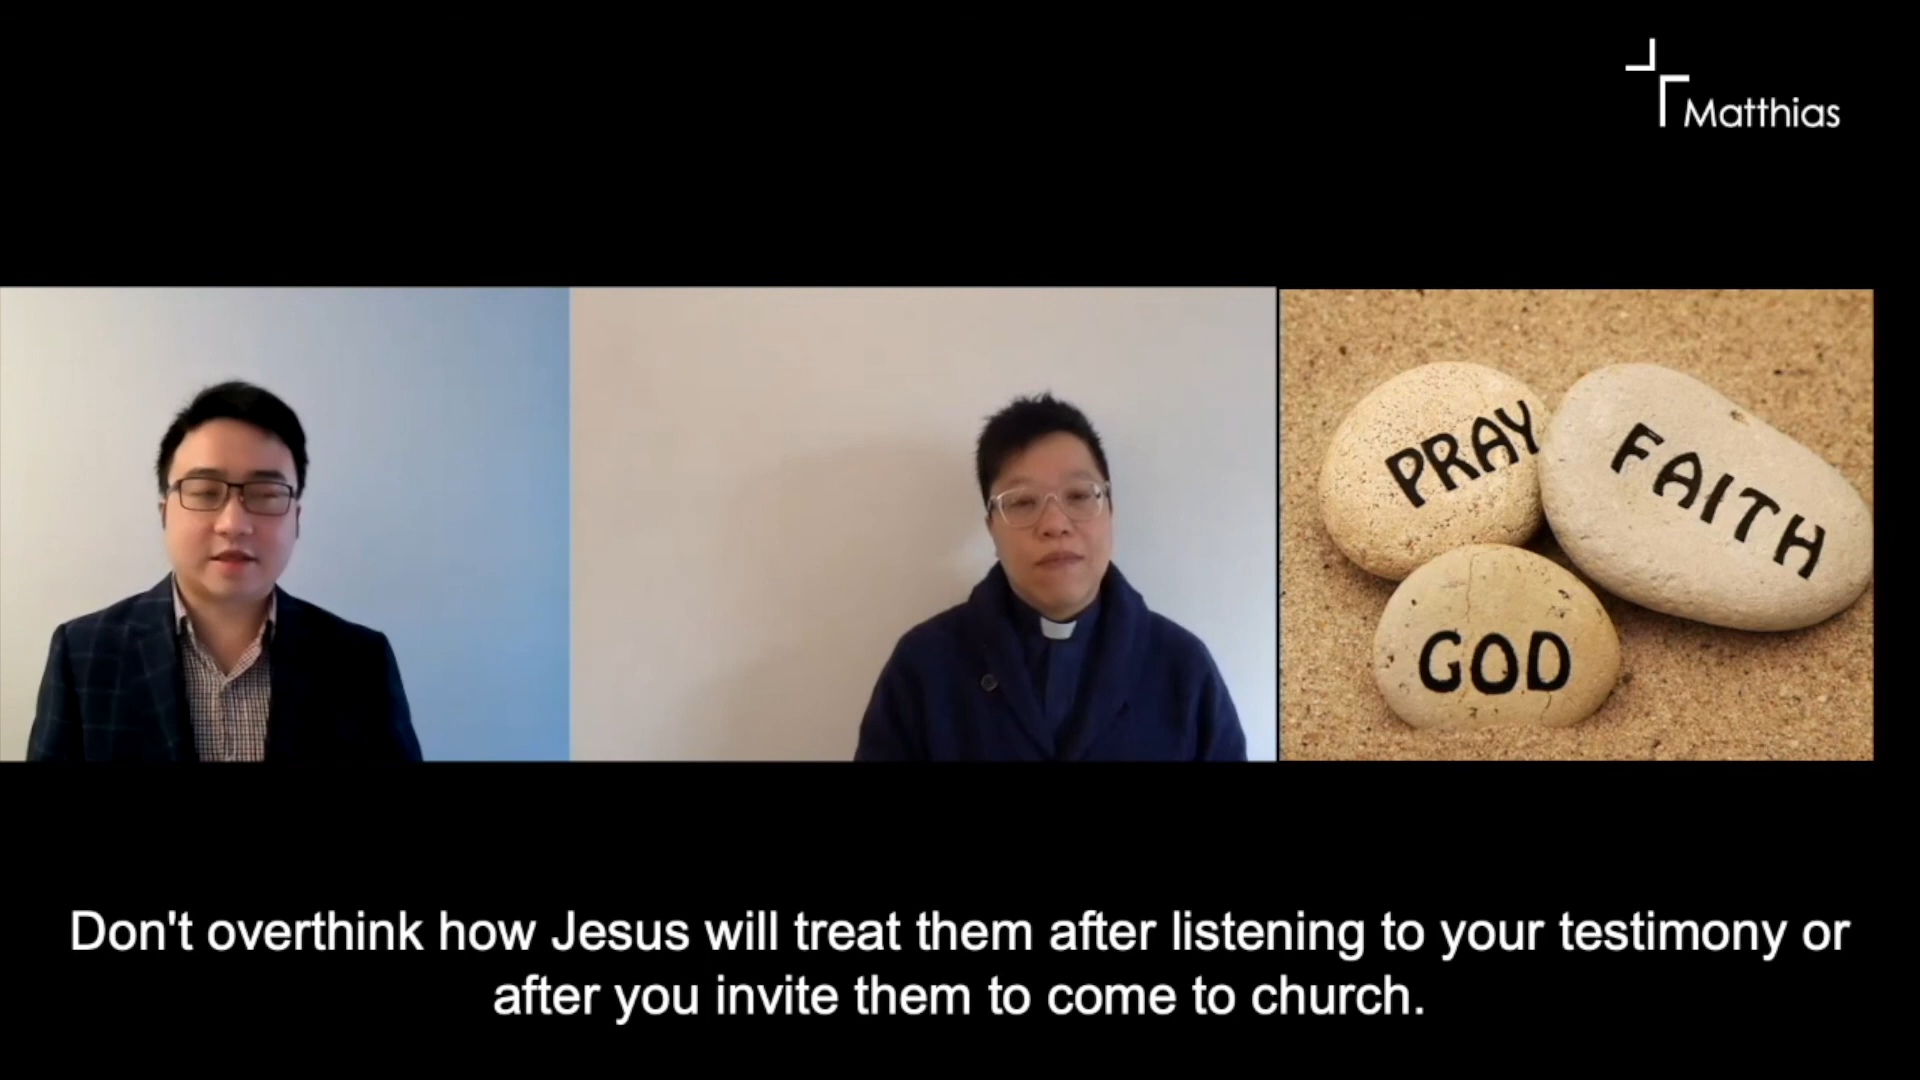 Matthias
PRAY
FAITH
GOD
Don't overthink how Jesus will treat them after listening to your testimony or
after you invite them to come to church.